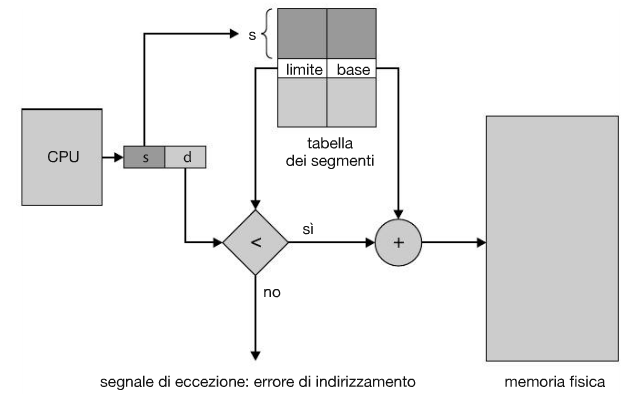 s
limite base
CPU
s d
tabella
dei segmenti
<
sì
+
no
segnale di eccezione: errore di indirizzamento
memoria fisica